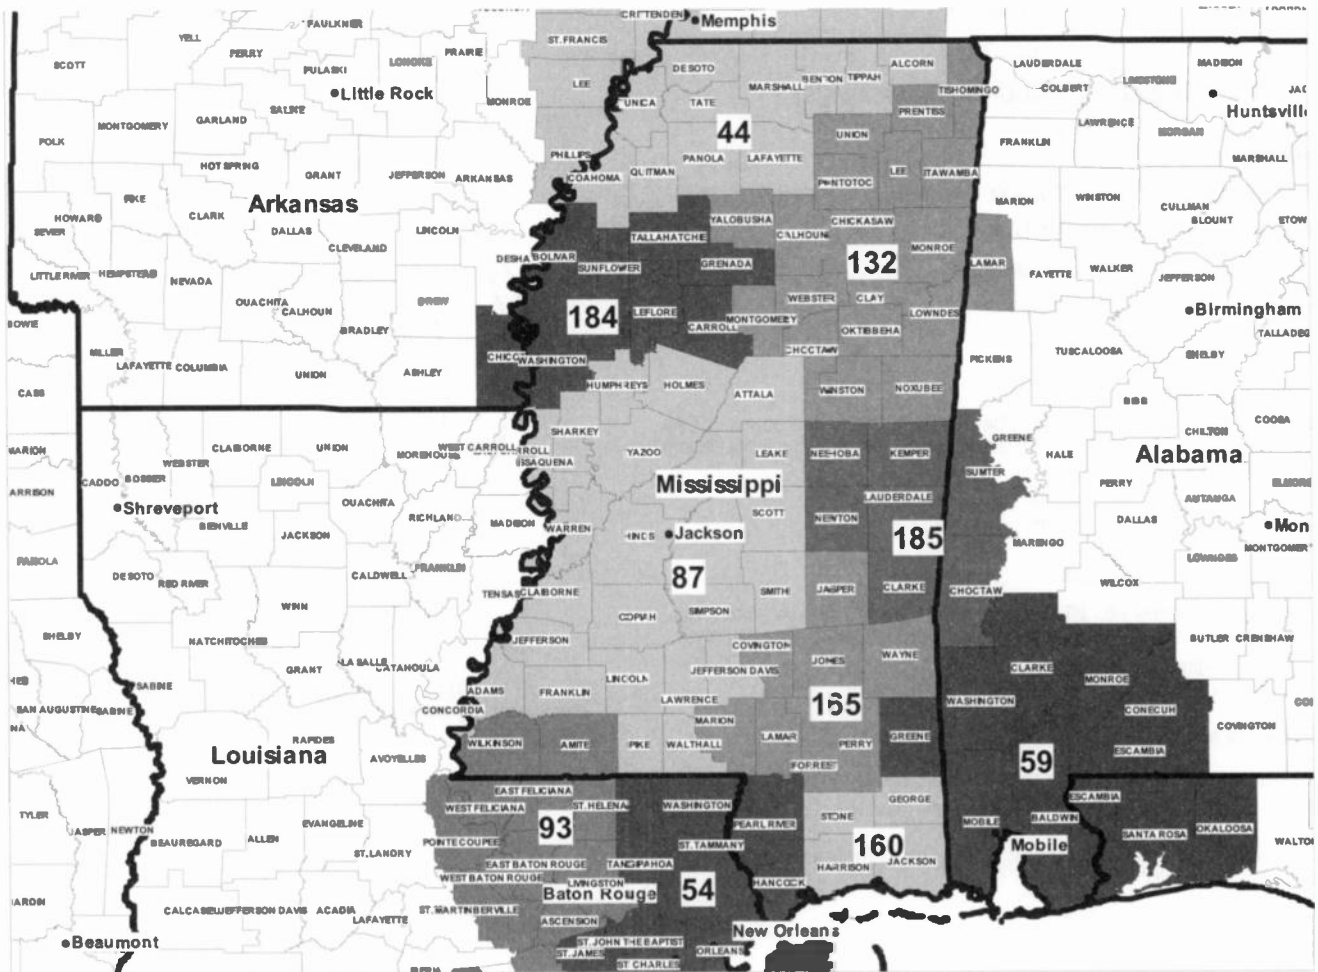 CRITTENDEN
Memphis
FAULKNER
YELL
ST. FRANCIS
PERRY
PRAIRIE
SCOTT
PULASKI
LONOKE
DESOTO
ALCORN
LAUDERDALE
MADISON
LEE
MARSHALL
BENTON
TIPPAH
LIMESTONE
COLBERT
TISHOMINGO
Little Rock
MONROE
TATE
SALINE
PRENTISS
GARLAND
LAWRENCE
MONTGOMERY
44
UNION
MORGAN
POLK
FRANKLIN
PHILLIPS
PANOLA
LAFAYETTE
MARSHALL
HOT SPRING
GRANT
JEFFERSON
ARKANSAS
COAHOMA
QUITMAN
LEE
ITAWAMBA
PONTOTOC
PIKE
Arkansas
MARION
WINSTON
CULLMAN
BLOUNT
HOWARD
CLARK
YALOBUSHA
CHICKASAW
SEVIER
DALLAS
LINCOLN
TALLAHATCHIE
CALHOUN
CLEVELAND
MONROE
DESHA
BOLIVAR
SUNFLOWER
GRENADA
132
LAMAR
FAYETTE
WALKER
JEFFERSON
LITTLE RIVER
HEMPSTEAD
NEVADA
OUACHITA
CALHOUN
DREW
WEBSTER
CLAY
184
LEFLORE
MONTGOMERY
LOWNDES
Birmingham
BRADLEY
CARROLL
OKTIBBEHA
TALLADEG
MILLER
CHOCTAW
TUSCALOOSA
SHELBY
LAFAYETTE
COLUMBIA
UNION
ASHLEY
WASHINGTON
PICKENS
CASS
HUMPHREYS
HOLMES
ATTALA
WINSTON
NOXUBEE
BIBB
COOSA
SHARKEY
CHILTON
GREENE
CLAIBORNE
UNION
MOREHOUSE
WEST CARROLL
YAZOO
LEAKE
NESHOBA
KEMPER
HALE
Alabama
WEBSTER
SUMTER
CADDO
BOSSIER
LINCOLN
Mississippi
PERRY
AUTAUGA
OUACHITA
LAUDERDALE
Shreveport
RICHLAND
MADISON
WARREN
SCOTT
NEWTON
DALLAS
BIENVILLE
JACKSON
HINDS
Jackson
185
MARENGO
LOWNDES
DESOTO
RED RIVER
CALDWELL
FRANKLIN
87
WILCOX
WINN
TENSAS
CLAIBORNE
SMITH
JASPER
CLARKE
CHOCTAW
COPIAH
SIMPSON
SHELBY
NATCHITOCHES
JEFFERSON
COVINGTON
BUTLER
CRENSHAW
GRANT
LA SALLE
CATAHOULA
JEFFERSON DAVIS
JONES
WAYNE
CLARKE
MONROE
SABINE
ADAMS
FRANKLIN
LINCOLN
LAWRENCE
WASHINGTON
SAN AUGUSTINE
SABINE
CONCORDIA
165
CONECUH
MARION
COVINGTON
RAPIDES
WILKINSON
AMITE
PIKE
WALTHALL
LAMAR
PERRY
GREENE
ESCAMBIA
Louisiana
AVOYELLES
FORREST
59
VERNON
EAST FELICIANA
ESCAMBIA
WEST FELICIANA
ST. HELENA
WASHINGTON
GEORGE
TYLER
EVANGELINE
93
PEARL RIVER
STONE
MOBILE
BALDWIN
JASPER
NEWTON
BEAUREGARD
ALLEN
POINTE COUPEE
ST. TAMMANY
SANTA ROSA
OKALOOSA
ST. LANDRY
160
Mobile
EAST BATON ROUGE
TANGIPAHOA
HARRISON
JACKSON
WEST BATON ROUGE
LIVINGSTON
HANCOCK
Baton Rouge
54
JEFFERSON DAVIS
ACADIA
LAFAYETTE
ASCENSION
New Orleans
Beaumont
ST. JOHN THE BAPTIST
ST. JAMES
ORLEANS
ST CHARLES